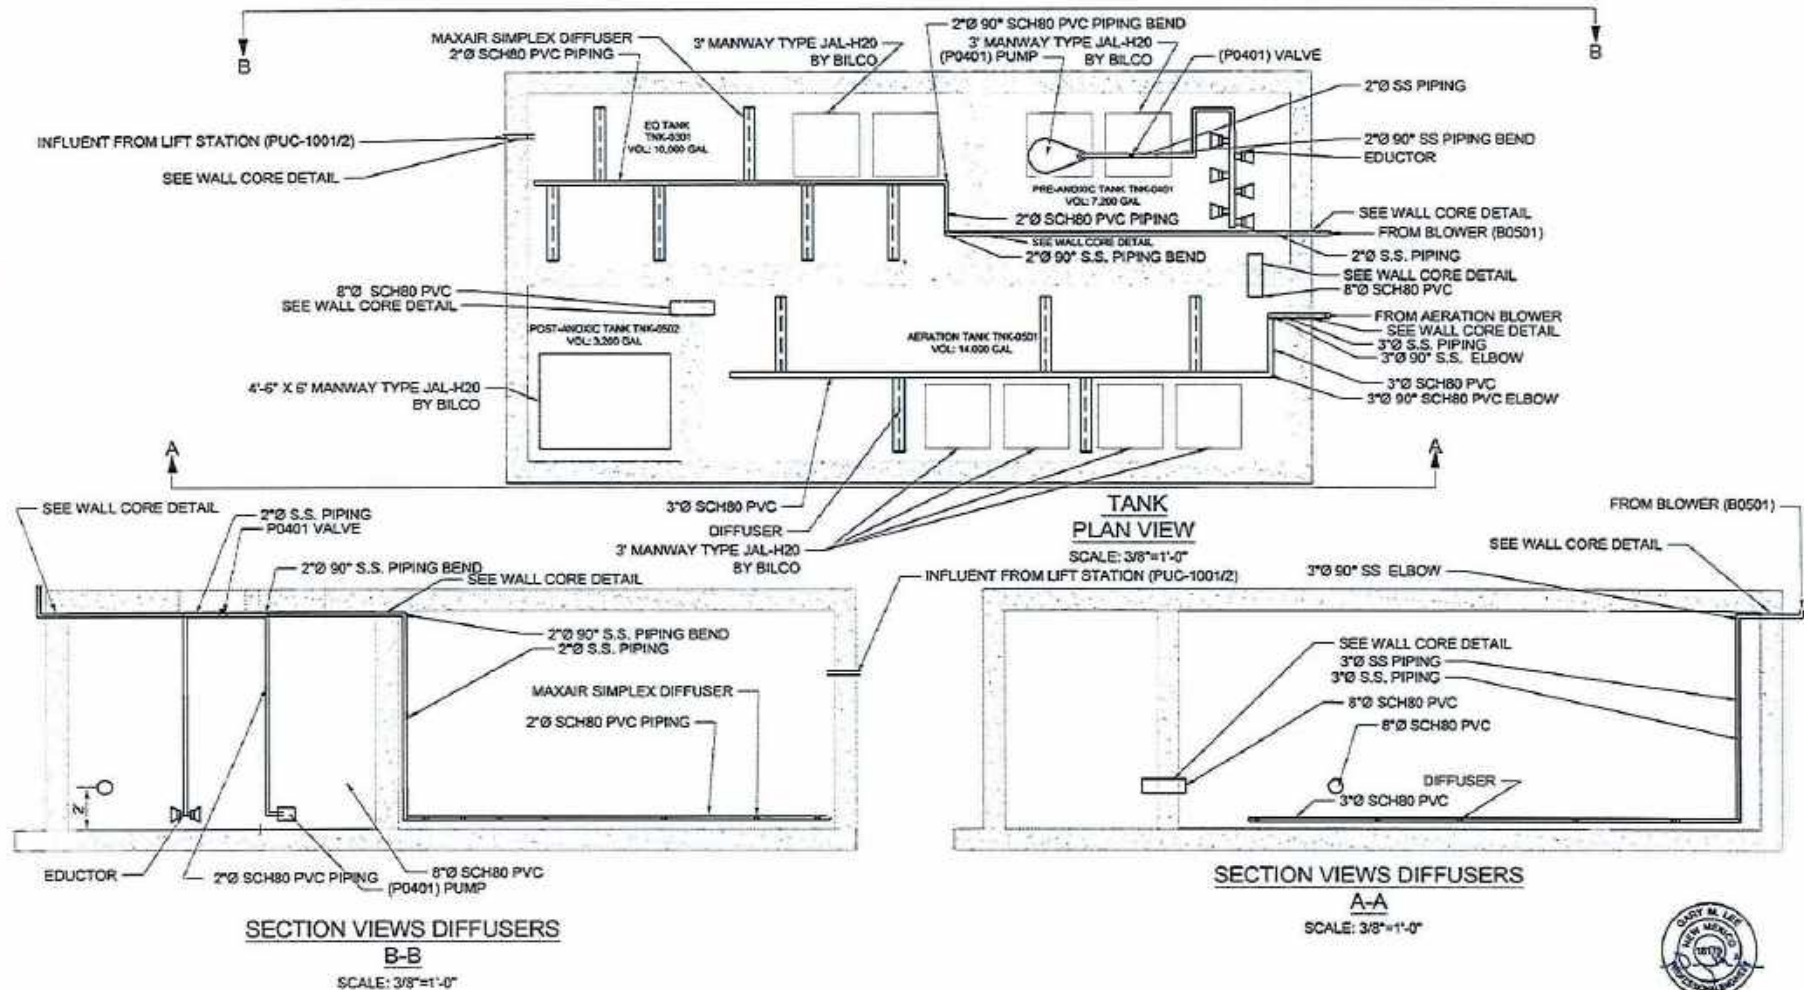 B
B
MAXAIR SIMPLEX DIFFUSER
2"Ø SCH80 PVC PIPING
3' MANWAY TYPE JAL-H20
BY BILCO
2"Ø 90° SCH80 PVC PIPING BEND
3' MANWAY TYPE JAL-H20
BY BILCO
(P0401) PUMP
(P0401) VALVE
2"Ø SS PIPING
INFLUENT FROM LIFT STATION (PUC-1001/2)
SEE WALL CORE DETAIL
EQ TANK
TNK-0301
VOL: 10,000 GAL
2"Ø 90° SS PIPING BEND
EDUCTOR
PRE-ANOXIC TANK TNK-0401
VOL: 7,200 GAL
2"Ø SCH80 PVC PIPING
SEE WALL CORE DETAIL
2"Ø 90° S.S. PIPING BEND
SEE WALL CORE DETAIL
FROM BLOWER (B0501)
2"Ø S.S. PIPING
SEE WALL CORE DETAIL
8"Ø SCH80 PVC
8"Ø SCH80 PVC
SEE WALL CORE DETAIL
POST-ANOXIC TANK TNK-0502
VOL: 3,200 GAL
AERATION TANK TNK-0501
VOL: 14,000 GAL
FROM AERATION BLOWER
SEE WALL CORE DETAIL
3"Ø S.S. PIPING
3"Ø 90° S.S. ELBOW
3"Ø SCH80 PVC
3"Ø 90° SCH80 PVC ELBOW
4'-6" X 6' MANWAY TYPE JAL-H20
BY BILCO
A
A
3"Ø SCH80 PVC
DIFFUSER
3' MANWAY TYPE JAL-H20
BY BILCO
TANK
PLAN VIEW
SCALE: 3/8"=1'-0"
SEE WALL CORE DETAIL
2"Ø S.S. PIPING
P0401 VALVE
2"Ø 90° S.S. PIPING BEND
SEE WALL CORE DETAIL
INFLUENT FROM LIFT STATION (PUC-1001/2)
2"Ø 90° S.S. PIPING BEND
2"Ø S.S. PIPING
MAXAIR SIMPLEX DIFFUSER
2"Ø SCH80 PVC PIPING
2'
EDUCTOR
2"Ø SCH80 PVC PIPING
8"Ø SCH80 PVC
(P0401) PUMP
SECTION VIEWS DIFFUSERS
B-B
SCALE: 3/8"=1'-0"
FROM BLOWER (B0501)
SEE WALL CORE DETAIL
3"Ø 90° SS ELBOW
SEE WALL CORE DETAIL
3"Ø SS PIPING
3"Ø S.S. PIPING
8"Ø SCH80 PVC
8"Ø SCH80 PVC
DIFFUSER
3"Ø SCH80 PVC
SECTION VIEWS DIFFUSERS
A-A
SCALE: 3/8"=1'-0"
GARY M. LEE
NEW MEXICO
PROFESSIONAL ENGINEER